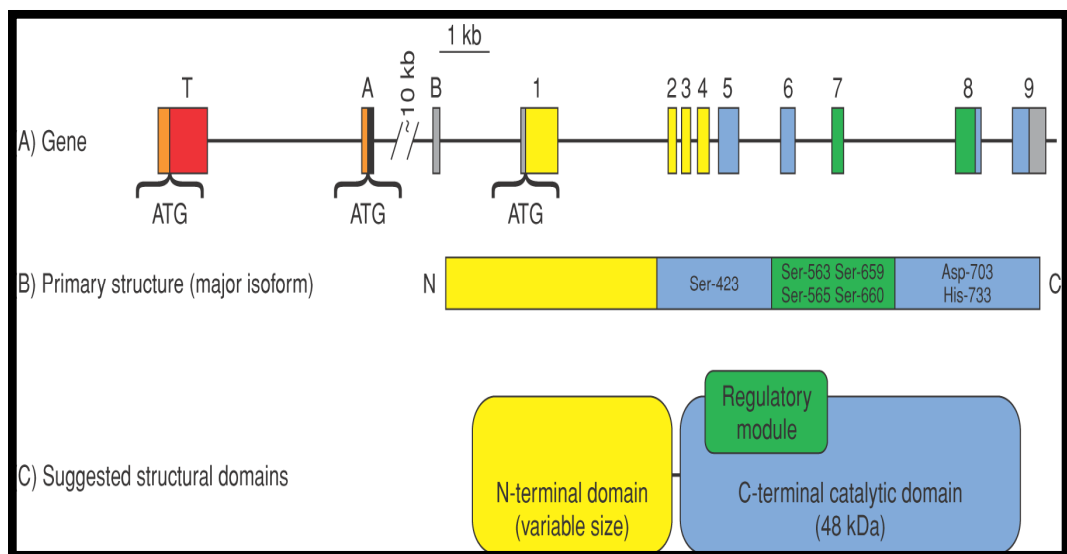 1 kb
T A ~10 kb B 1 2 3 4 5 6 7 8 9
A) Gene
ATG ATG ATG
B) Primary structure (major isoform) N Ser-423 Ser-563 Ser-659 Asp-703 C
Ser-565 Ser-660 His-733
Regulatory
module
C) Suggested structural domains
N-terminal domain C-terminal catalytic domain
(variable size) (48 kDa)